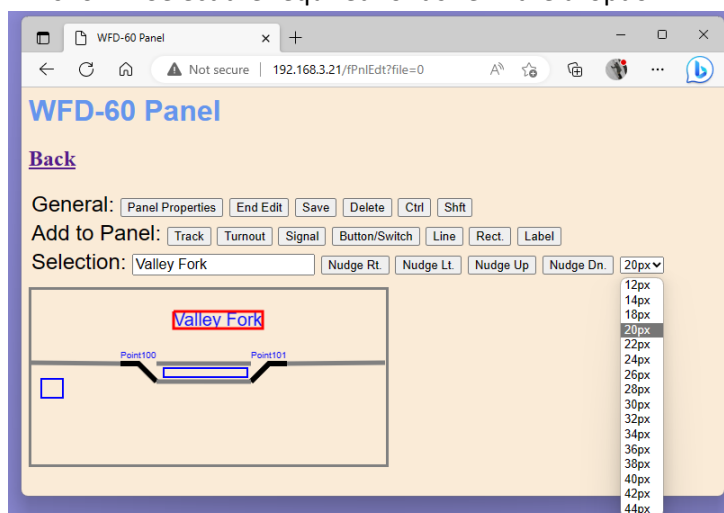 WFD-60 Panel
Not secure | 192.168.3.21/fPnlEdt?file=0
WFD-60 Panel
Back
General: Panel Properties End Edit Save Delete Ctrl Shft
Add to Panel: Track Turnout Signal Button/Switch Line Rect. Label
Selection: Valley Fork Nudge Rt. Nudge Lt. Nudge Up Nudge Dn. 20px
12px
14px
18px
20px
22px
24px
26px
28px
30px
32px
34px
36px
38px
40px
42px
44px
Valley Fork
Point100 Point101